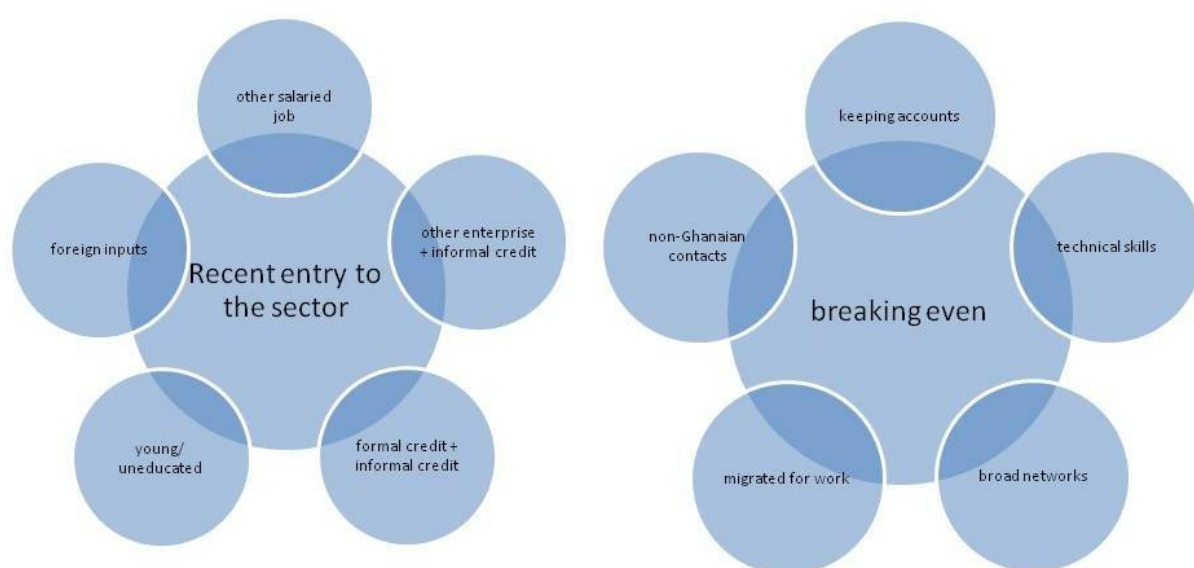 other salaried
job
other enterprise
+ informal credit
formal credit +
informal credit
young/
uneducated
foreign inputs
Recent entry to
the sector
keeping accounts
technical skills
broad networks
migrated for work
non-Ghanaian
contacts
breaking even